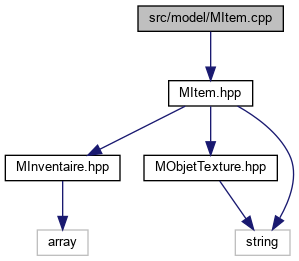 src/model/MItem.cpp
MItem.hpp
MInventaire.hpp
MObjetTexture.hpp
array
string